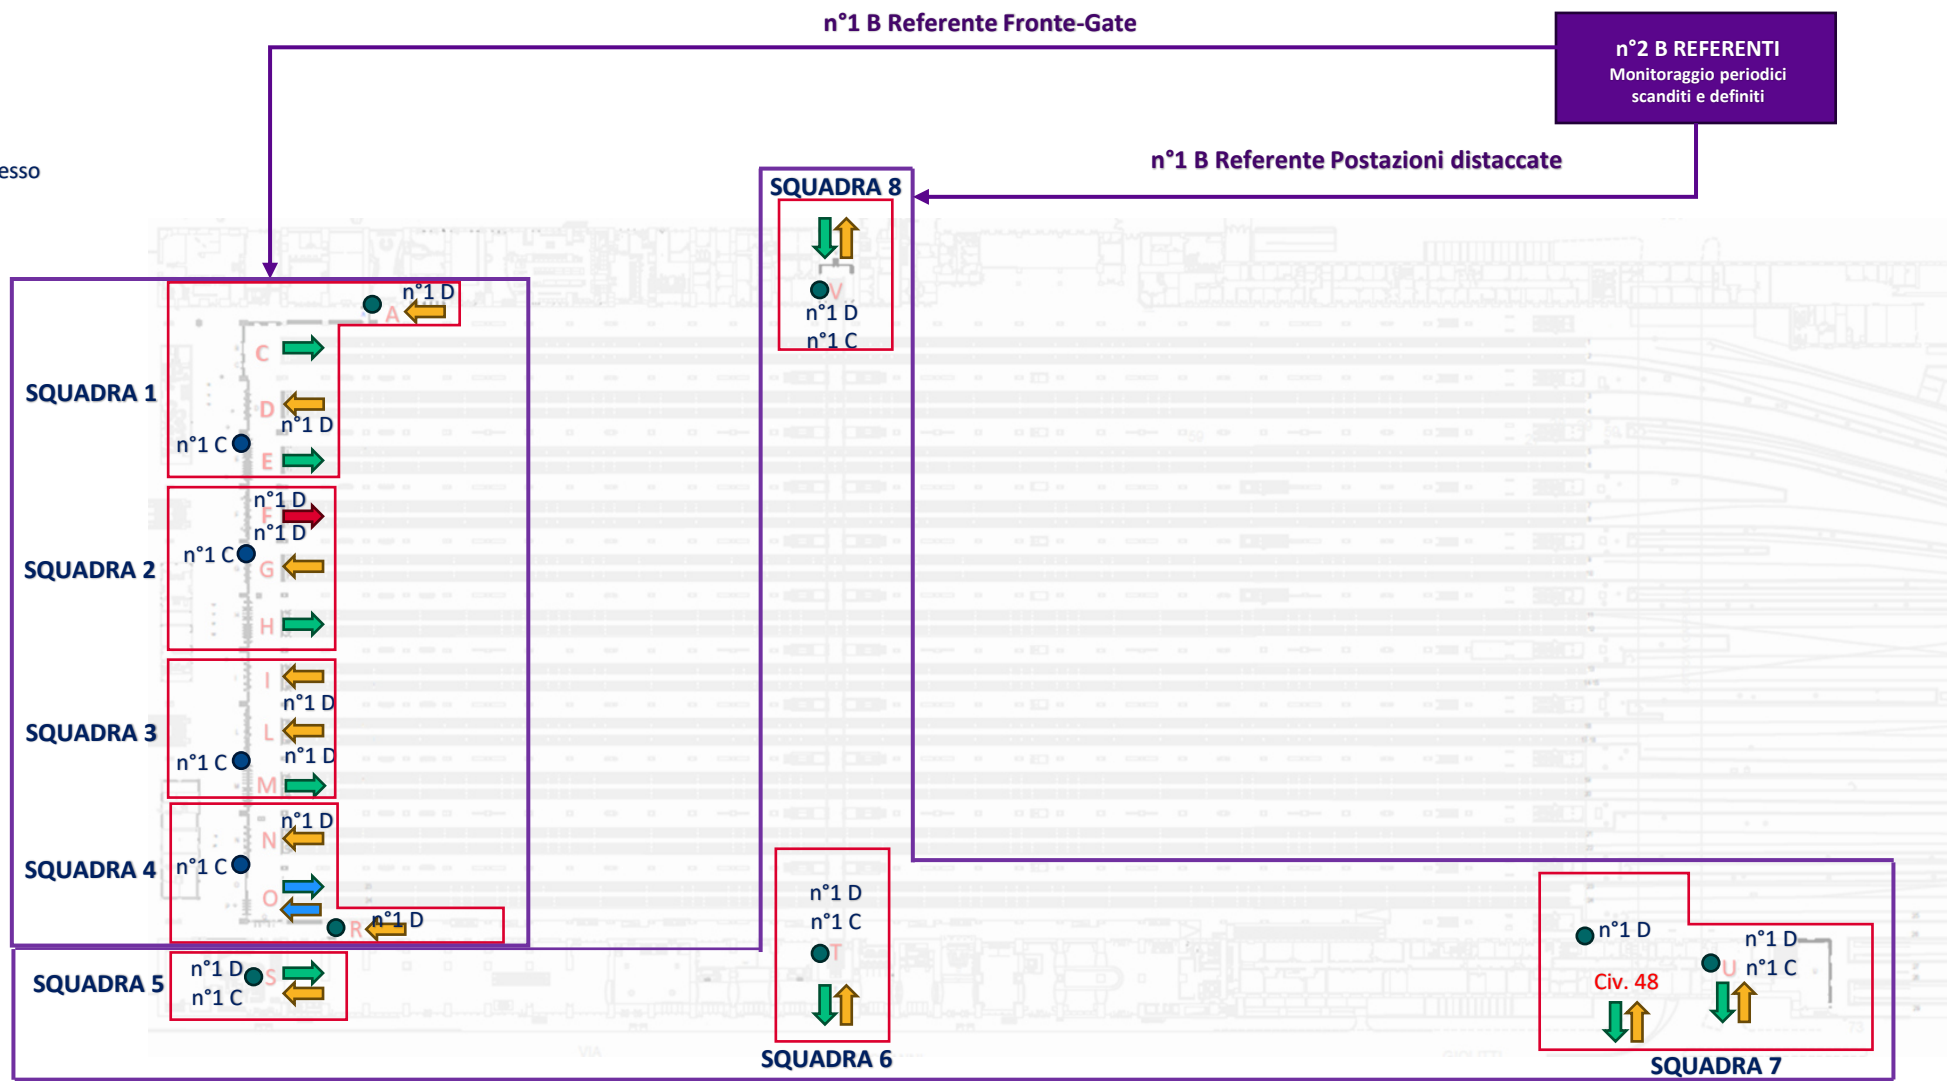 n°1 B Referente Fronte-Gate
n°2 B REFERENTI
Monitoraggio periodici
scanditi e definiti
n°1 B Referente Postazioni distaccate
esso
SQUADRA 8
V
n°1 D
n°1 C
n°1 D
A
C
SQUADRA 1
D
n°1 D
n°1 C
E
n°1 D
F
n°1 D
n°1 C
SQUADRA 2
G
H
I
n°1 D
L
SQUADRA 3
n°1 D
n°1 C
M
n°1 D
N
SQUADRA 4
n°1 C
O
n°1 D
R
SQUADRA 5
n°1 D
S
n°1 C
n°1 D
n°1 C
T
SQUADRA 6
n°1 D
n°1 D
U
n°1 C
Civ. 48
SQUADRA 7
VIA
GIOLITTI